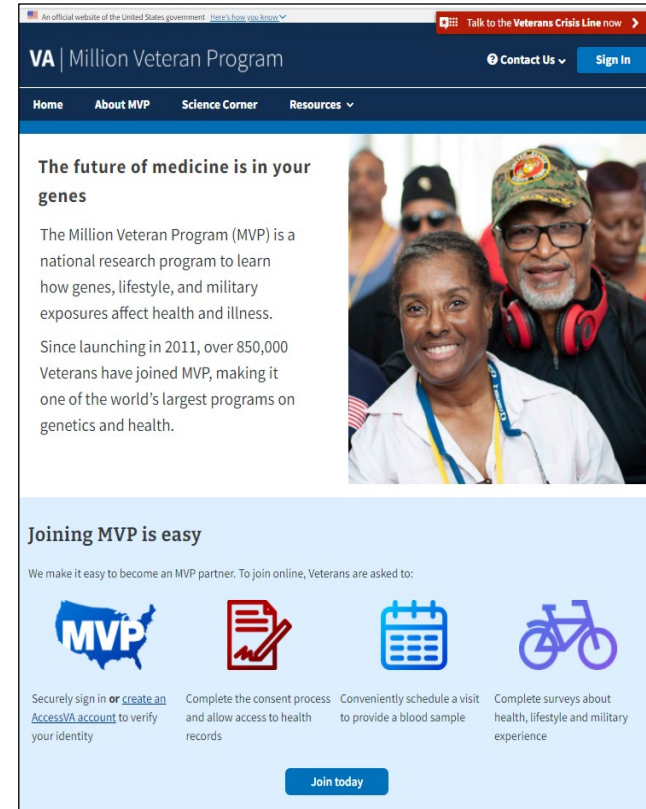 An official website of the United States government Here's how you know
Talk to the Veterans Crisis Line now
VA | Million Veteran Program
Contact Us
Sign In
Home About MVP Science Corner Resources
The future of medicine is in your
genes
The Million Veteran Program (MVP) is a
national research program to learn
how genes, lifestyle, and military
exposures affect health and illness.
Since launching in 2011, over 850,000
Veterans have joined MVP, making it
one of the world's largest programs on
genetics and health.
Joining MVP is easy
We make it easy to become an MVP partner. To join online, Veterans are asked to:
MVP
Securely sign in or create an
AccessVA account to verify
your identity
Complete the consent process
and allow access to health
records
Conveniently schedule a visit
to provide a blood sample
Complete surveys about
health, lifestyle and military
experience
Join today